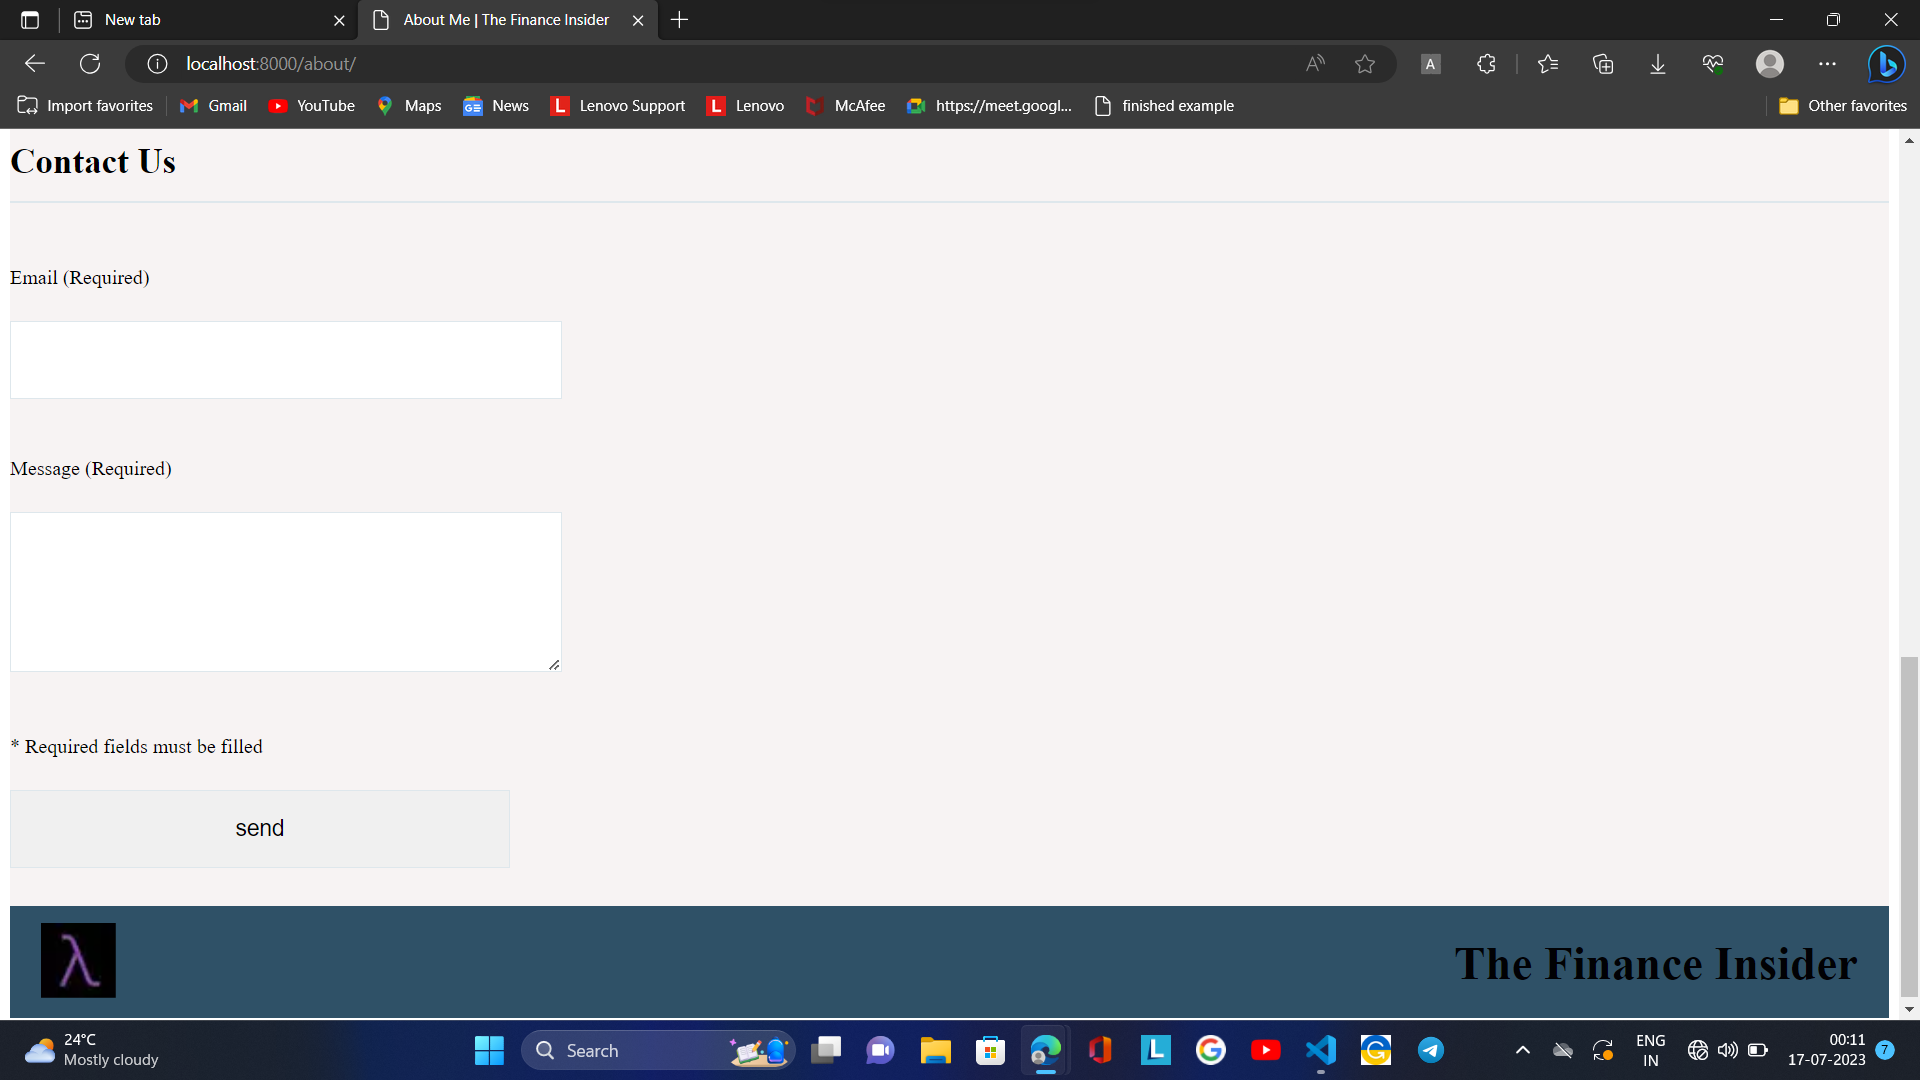 New tab
About Me | The Finance Insider
localhost:8000/about/
A
Import favorites
Gmail
YouTube
Maps
News
L Lenovo Support
L Lenovo
McAfee
https://meet.googl...
finished example
Other favorites
Contact Us
Email (Required)
Message (Required)
* Required fields must be filled
send
λ
The Finance Insider
24°C
Mostly cloudy
Search
L
ENG
IN
00:11
17-07-2023
7